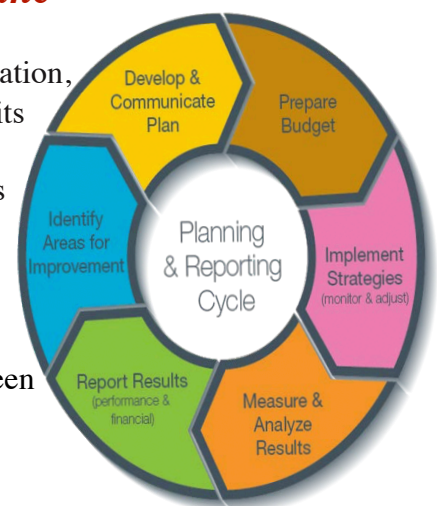 ation,
its
s
een
Develop &
Communicate
Plan
Prepare
Budget
Implement
Strategies
(monitor & adjust)
Measure &
Analyze
Results
Report Results
(performance &
financial)
Identify
Areas for
Improvement
Planning
& Reporting
Cycle